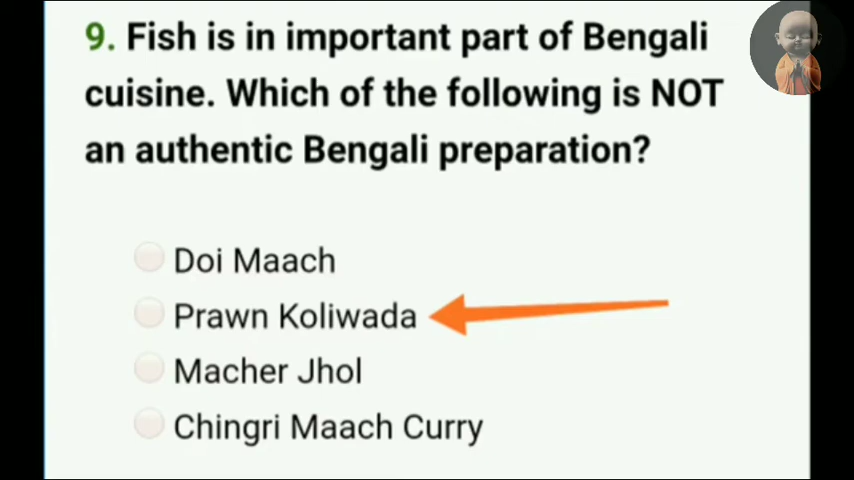 9. Fish is in important part of Bengali
cuisine. Which of the following is NOT
an authentic Bengali preparation?
Doi Maach
Prawn Koliwada
Macher Jhol
Chingri Maach Curry